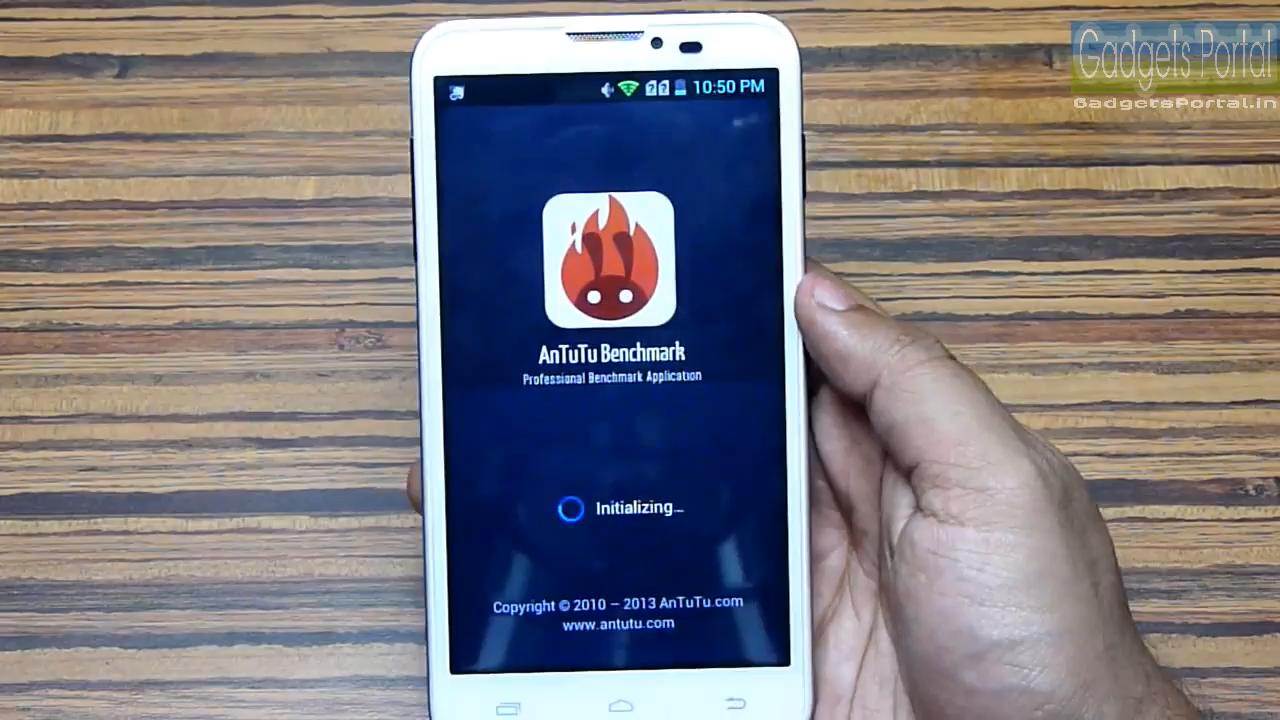 Gadgets Portal
GadgetsPortal.in
10:50 PM
AnTuTu Benchmark
Professional Benchmark Application
Initializing...
Copyright © 2010 – 2013 AnTuTu.com
www.antutu.com